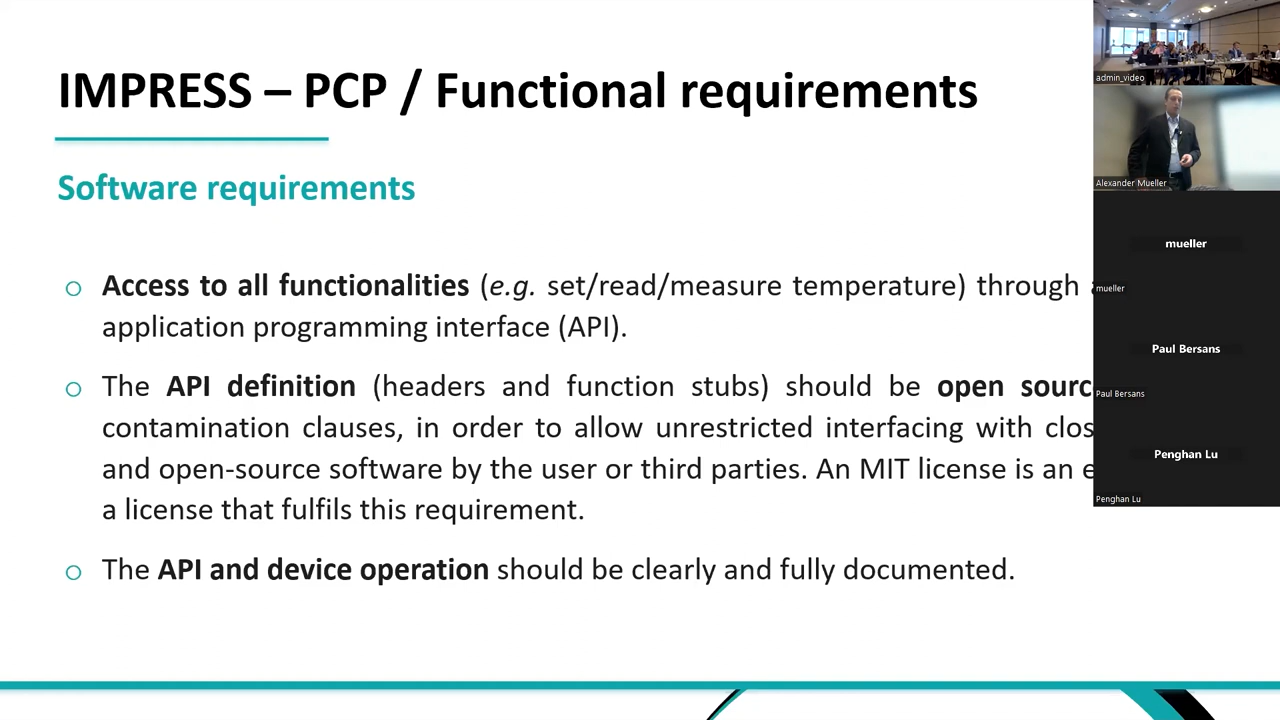 IMPRESS – PCP / Functional requirements
Software requirements
Access to all functionalities (e.g. set/read/measure temperature) through
application programming interface (API).
The API definition (headers and function stubs) should be open
contamination clauses, in order to allow unrestricted interfacing with
and open-source software by the user or third parties. An MIT license is an
a license that fulfils this requirement.
The API and device operation should be clearly and fully documented.
admin_video
Alexander Mueller
mueller
mueller
Paul Bersans
Paul Bersans
Penghan Lu
Penghan Lu